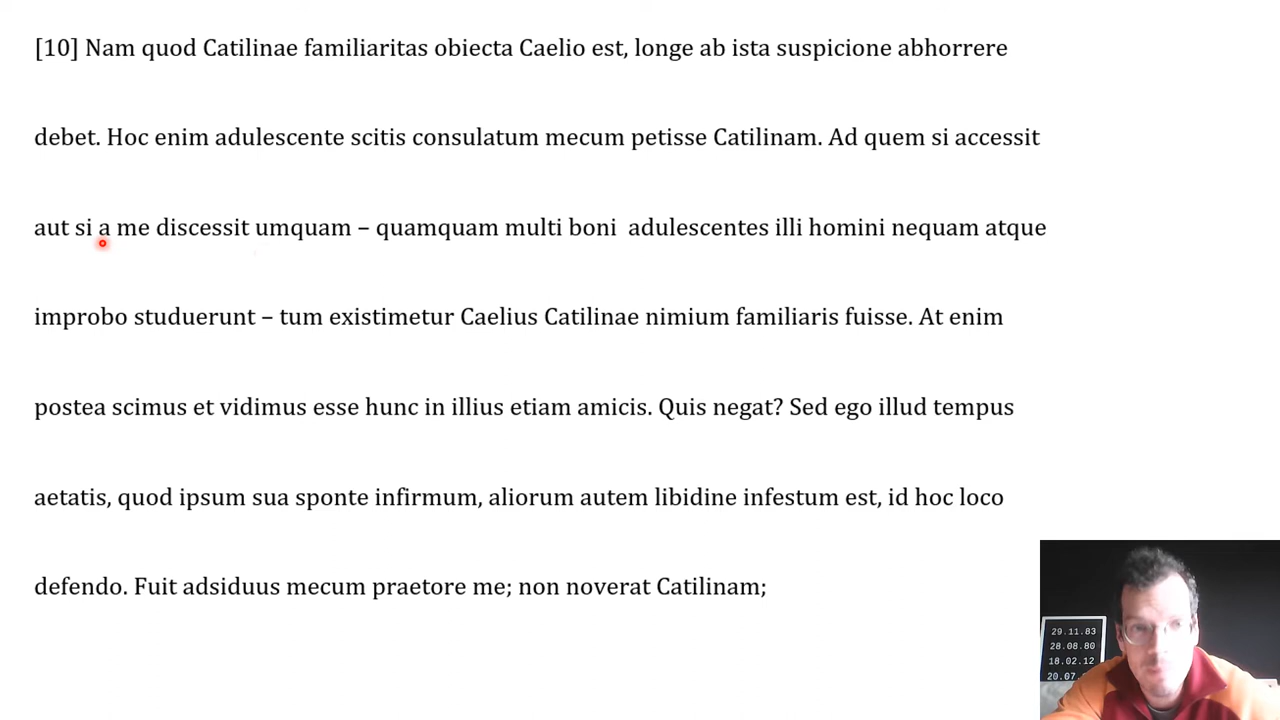 [10] Nam quod Catilinae familiaritas obiecta Caelio est, longe ab ista suspicione abhorrere
debet. Hoc enim adulescente scitis consulatum mecum petisse Catilinam. Ad quem si accessit
aut si a me discessit umquam – quamquam multi boni  adulescentes illi homini nequam atque
improbo studuerunt – tum existimetur Caelius Catilinae nimium familiaris fuisse. At enim
postea scimus et vidimus esse hunc in illius etiam amicis. Quis negat? Sed ego illud tempus
aetatis, quod ipsum sua sponte infirmum, aliorum autem libidine infestum est, id hoc loco
defendo. Fuit adsiduus mecum praetore me; non noverat Catilinam;
29.11.83
28.08.80
18.02.12
20.07.